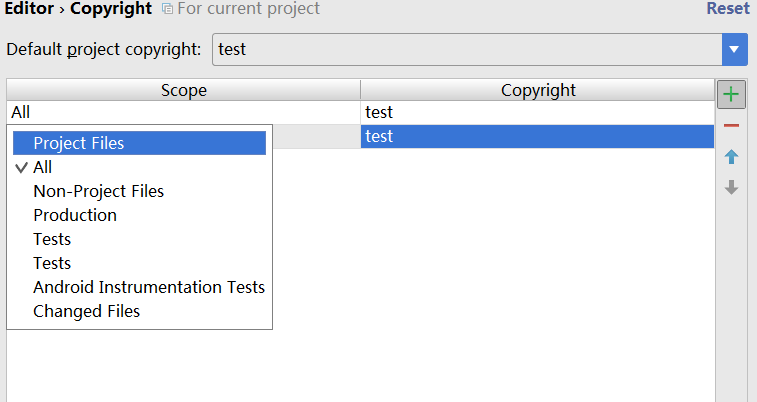 Editor › Copyright For current project Reset
Default project copyright: test
Scope Copyright
All test
test
Project Files
All
Non-Project Files
Production
Tests
Tests
Android Instrumentation Tests
Changed Files